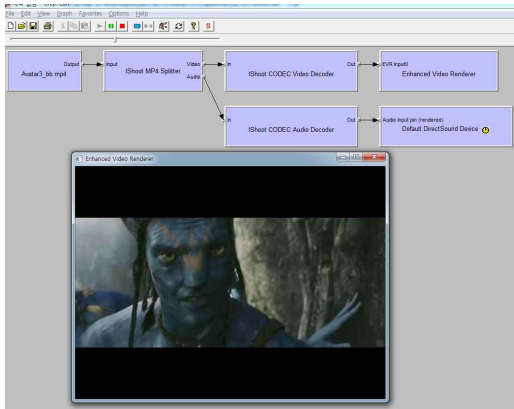 File Edit View Graph Favorites Options Help
S
Avatar3_bb.mp4
Output
Input
IShoot MP4 Splitter
Video
Audio
In
IShoot CODEC Video Decoder
Out
EVR Input0
Enhanced Video Renderer
In
IShoot CODEC Audio Decoder
Out
Audio Input pin (rendered)
Default DirectSound Device
Enhanced Video Renderer